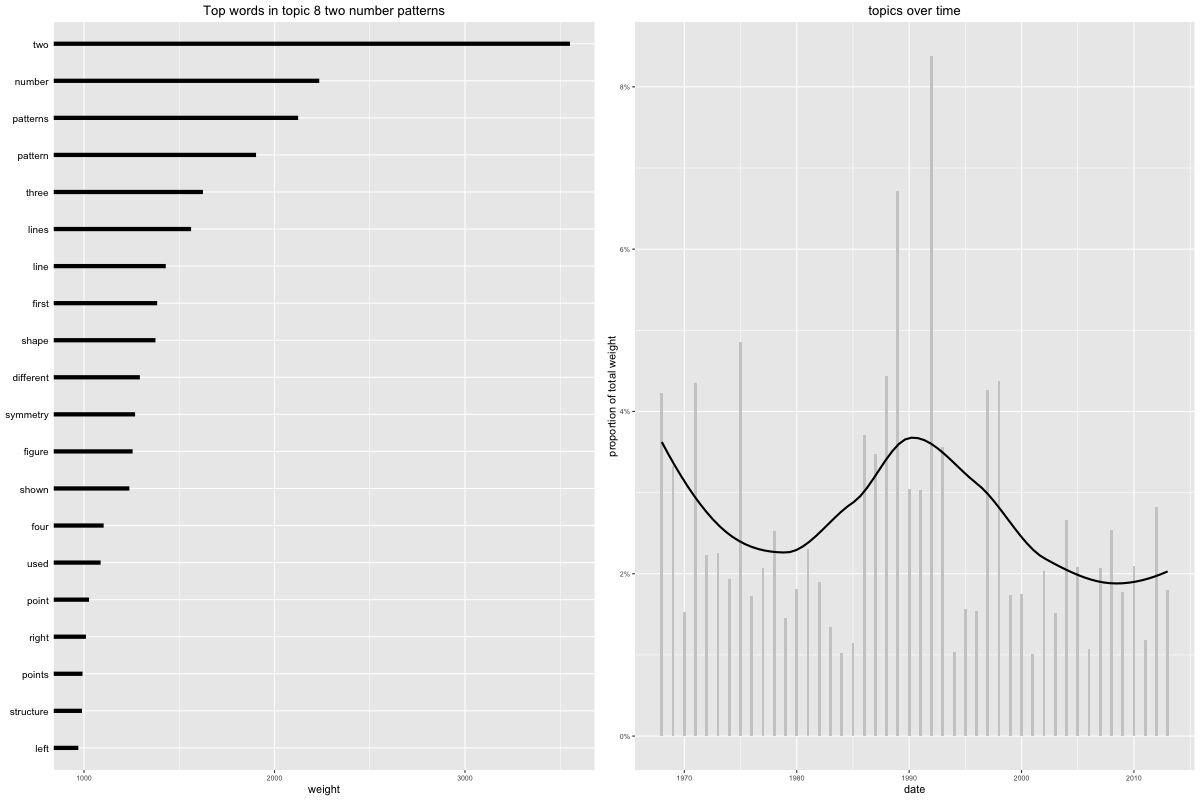 Top words in topic 8 two number patterns
two
number
patterns
pattern
three
lines
line
first
shape
different
symmetry
figure
shown
four
used
point
right
points
structure
left
1000 2000 3000
weight
topics over time
proportion of total weight
8%
6%
4%
2%
0%
1970 1980 1990 2000 2010
date